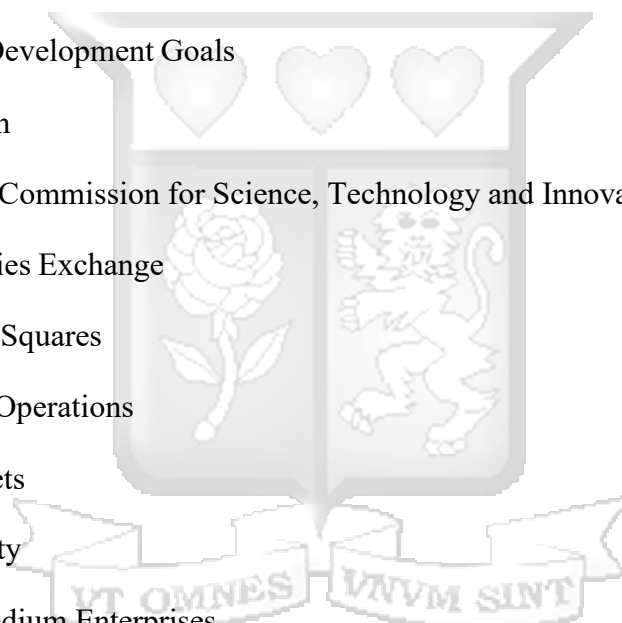 Development Goals
n
Commission for Science, Technology and Innova
ies Exchange
Squares
Operations
ets
ty
VT OMNES VNVM SINT
edium Enterprises